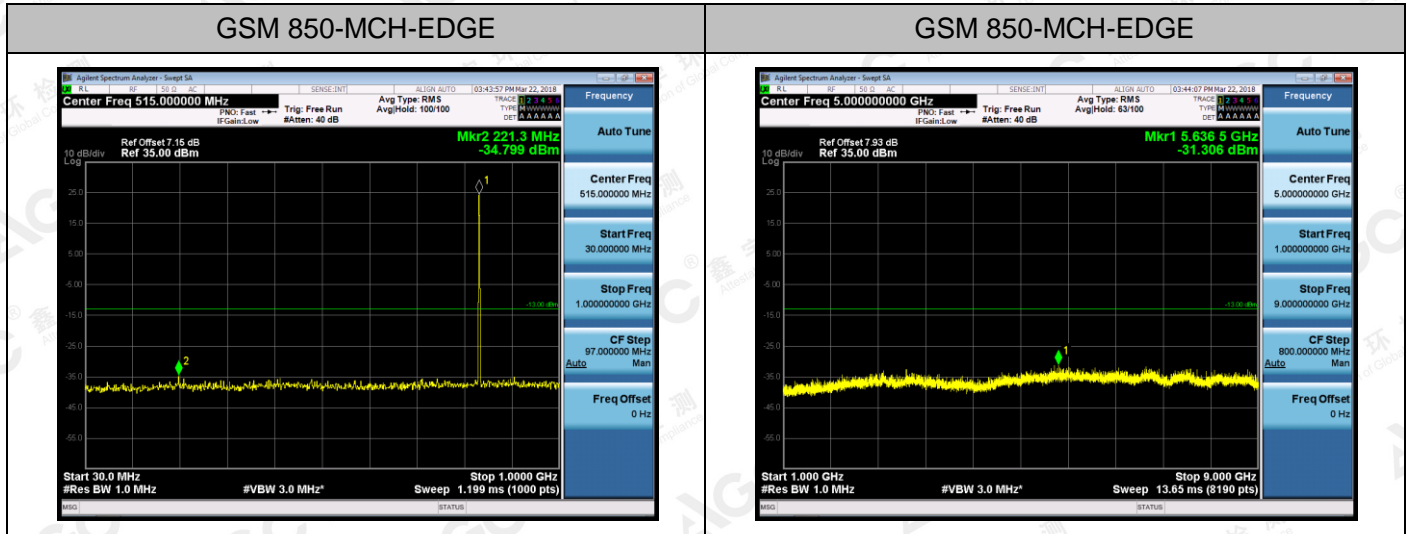 GSM 850-MCH-EDGE
Agilent Spectrum Analyzer - Swept SA
RL RF 50 Ω AC SENSE:INT ALIGN AUTO 03:43:57 PM Mar 22, 2018
Center Freq 515.000000 MHz
PNO: Fast
IFGain:Low
Trig: Free Run
#Atten: 40 dB
Avg Type: RMS
Avg|Hold: 100/100
TRACE 1 2 3 4 5 6
TYPE M W W W W W
DET A A A A A A
Mkr2 221.3 MHz
-34.799 dBm
Ref Offset 7.15 dB
10 dB/div Ref 35.00 dBm
Log
25.0
15.0
5.00
-5.00
-15.0
-25.0
-35.0
-45.0
-55.0
1
2
-13.00 dBm
Start 30.0 MHz
Stop 1.0000 GHz
#Res BW 1.0 MHz
#VBW 3.0 MHz*
Sweep 1.199 ms (1000 pts)
MSG
STATUS
Frequency
Auto Tune
Center Freq
515.000000 MHz
Start Freq
30.000000 MHz
Stop Freq
1.000000000 GHz
CF Step
97.000000 MHz
Auto Man
Freq Offset
0 Hz
GSM 850-MCH-EDGE
Agilent Spectrum Analyzer - Swept SA
RL RF 50 Ω AC SENSE:INT ALIGN AUTO 03:44:07 PM Mar 22, 2018
Center Freq 5.000000000 GHz
PNO: Fast
IFGain:Low
Trig: Free Run
#Atten: 40 dB
Avg Type: RMS
Avg|Hold: 63/100
TRACE 1 2 3 4 5 6
TYPE M W W W W W
DET A A A A A A
Mkr1 5.636 5 GHz
-31.306 dBm
Ref Offset 7.93 dB
10 dB/div Ref 35.00 dBm
Log
25.0
15.0
5.00
-5.00
-15.0
-25.0
-35.0
-45.0
-55.0
1
-13.00 dBm
Start 1.000 GHz
Stop 9.000 GHz
#Res BW 1.0 MHz
#VBW 3.0 MHz*
Sweep 13.65 ms (8190 pts)
MSG
STATUS
Frequency
Auto Tune
Center Freq
5.000000000 GHz
Start Freq
1.000000000 GHz
Stop Freq
9.000000000 GHz
CF Step
800.000000 MHz
Auto Man
Freq Offset
0 Hz